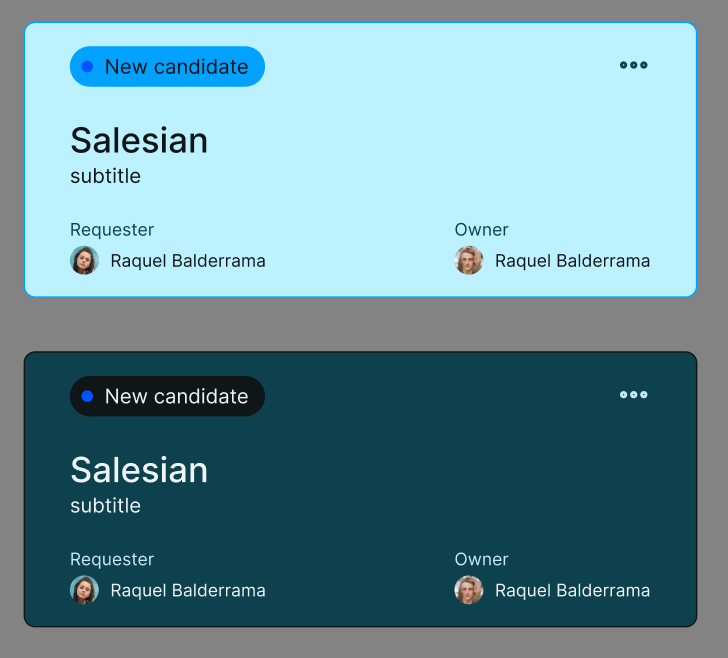 New candidate
Salesian
subtitle
Requester Owner
Raquel Balderrama Raquel Balderrama
New candidate
Salesian
subtitle
Requester Owner
Raquel Balderrama Raquel Balderrama